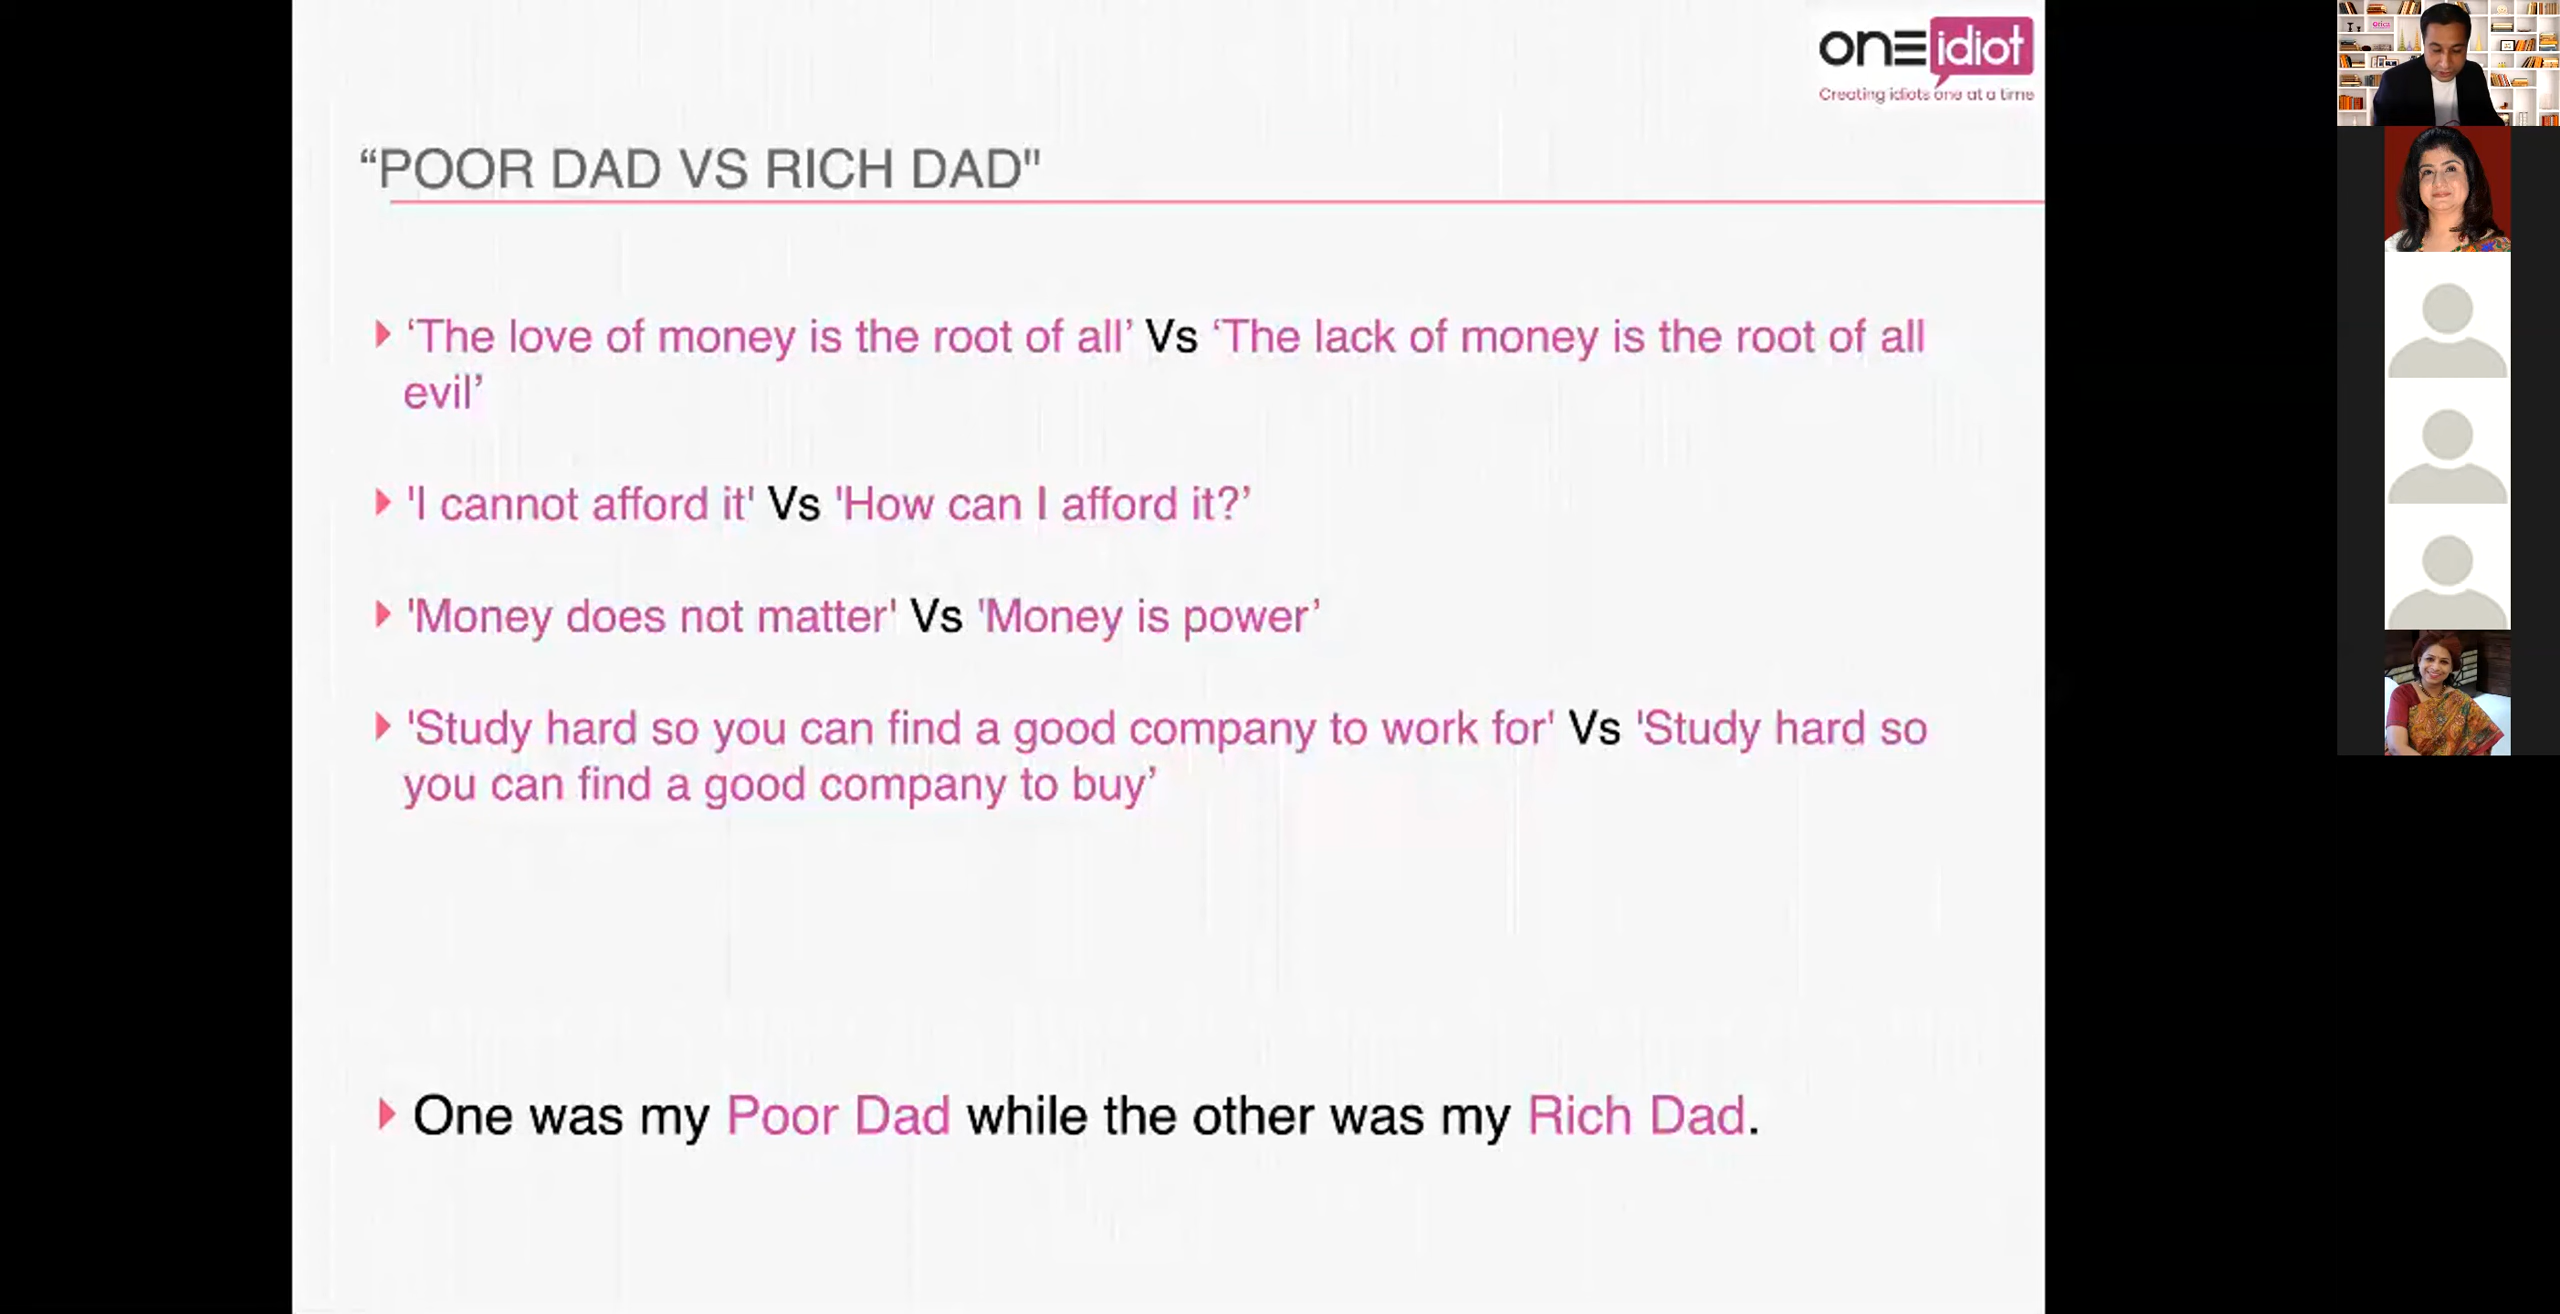 onE idiot
Creating idiots one at a time
“POOR DAD VS RICH DAD"
‘The love of money is the root of all’ Vs ‘The lack of money is the root of all
evil’
'I cannot afford it' Vs 'How can I afford it?’
'Money does not matter' Vs 'Money is power’
'Study hard so you can find a good company to work for' Vs 'Study hard so
you can find a good company to buy’
One was my Poor Dad while the other was my Rich Dad.